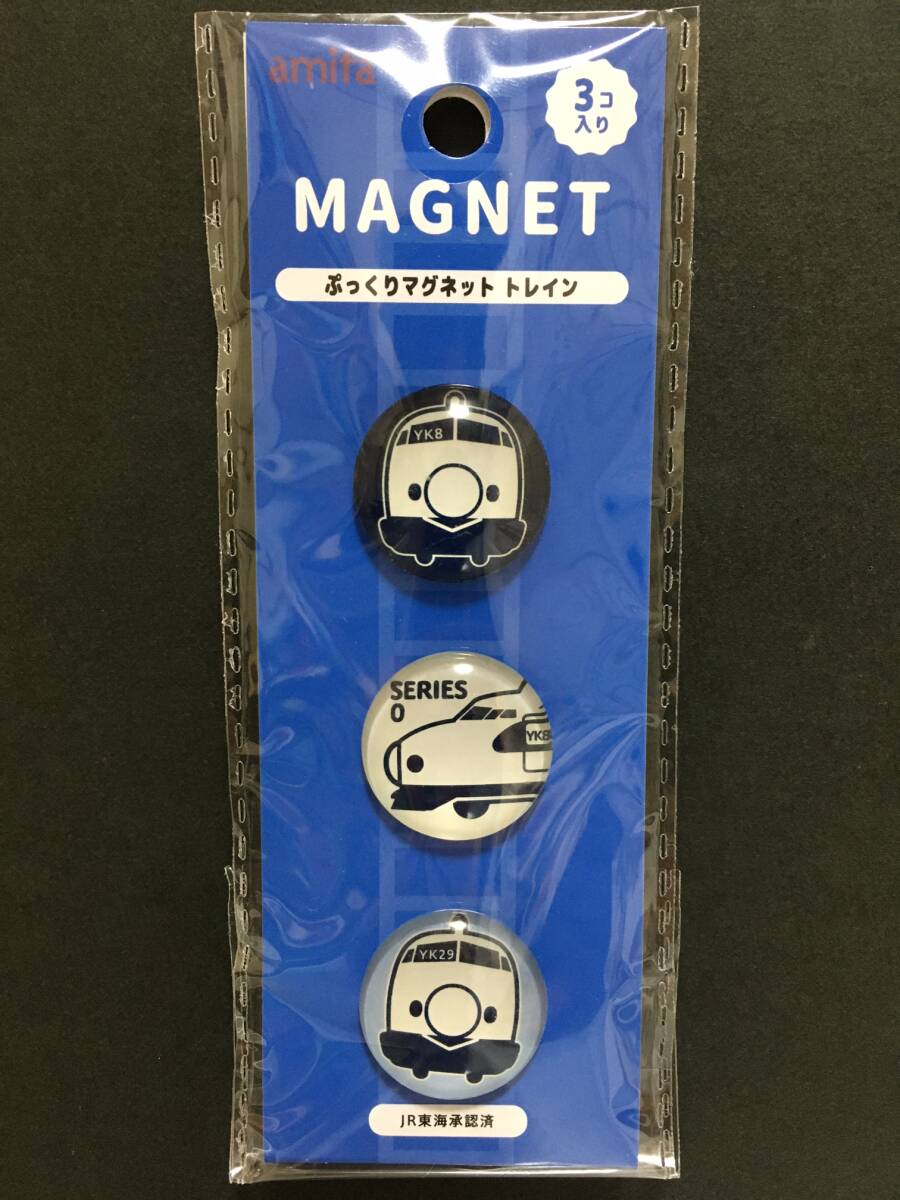 amifa
3コ
入り
MAGNET
ぷっくりマグネット トレイン
YK8
SERIES
0
YK8
YK29
JR東海承認済